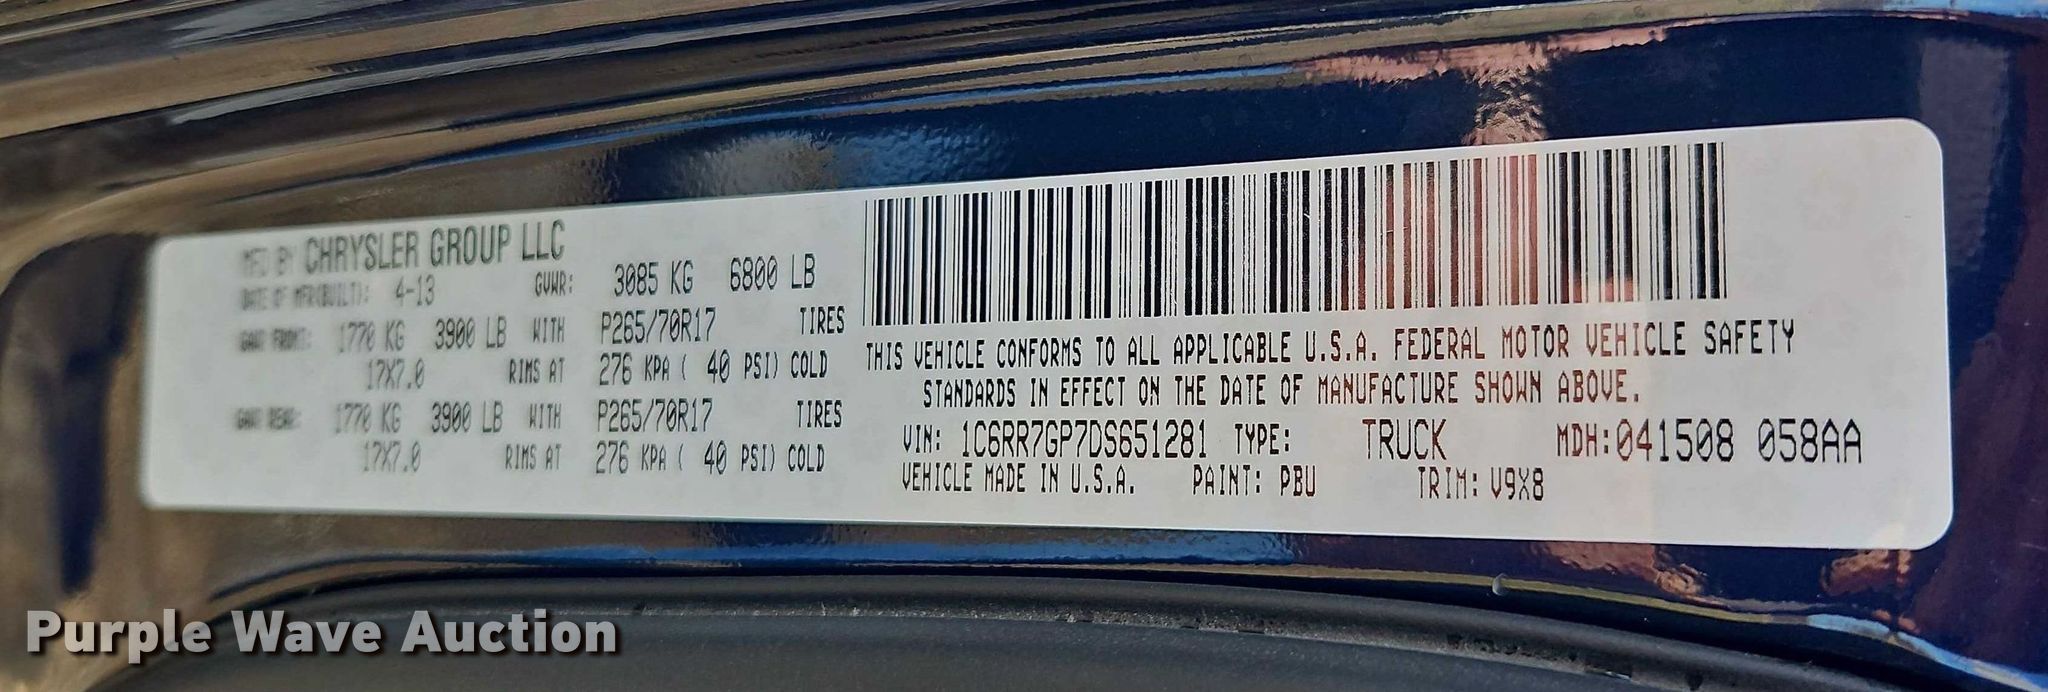 MFD BY CHRYSLER GROUP LLC
DATE OF MFR(BUILT): 4-13 GVWR: 3085 KG 6800 LB
GAWR FRONT: 1770 KG 3900 LB WITH P265/70R17 TIRES
17X7.0 RIMS AT 276 KPA ( 40 PSI) COLD
GAWR REAR: 1770 KG 3900 LB WITH P265/70R17 TIRES
17X7.0 RIMS AT 276 KPA ( 40 PSI) COLD
THIS VEHICLE CONFORMS TO ALL APPLICABLE U.S.A. FEDERAL MOTOR VEHICLE SAFETY
STANDARDS IN EFFECT ON THE DATE OF MANUFACTURE SHOWN ABOVE.
VIN: 1C6RR7GP7DS651281 TYPE: TRUCK MDH:041508 058AA
VEHICLE MADE IN U.S.A. PAINT: PBU TRIM: V9X8
Purple Wave Auction